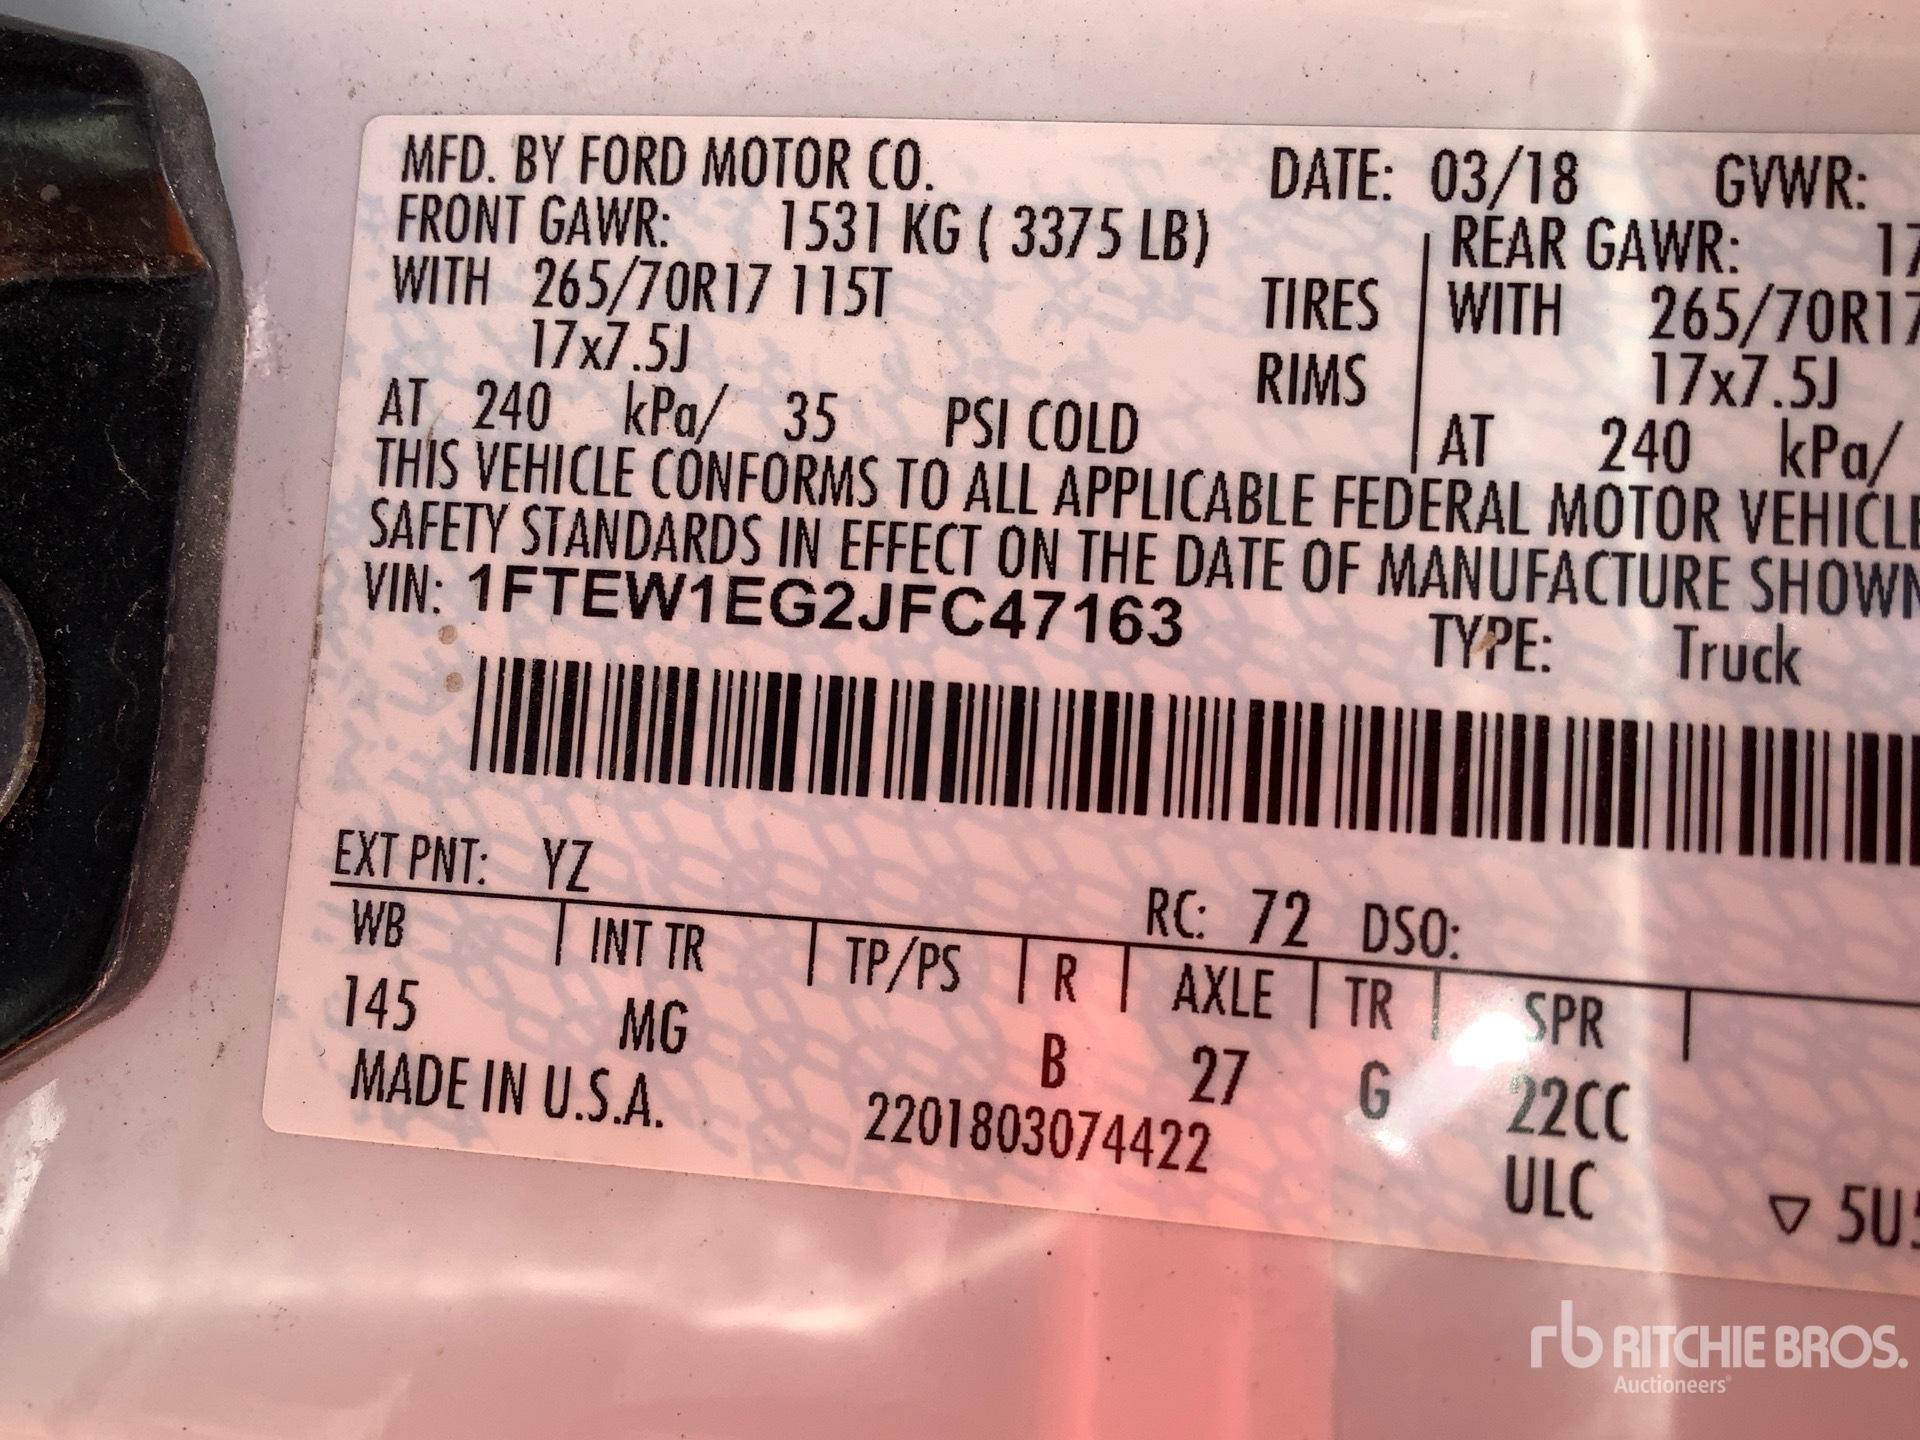 MFD. BY FORD MOTOR CO. DATE: 03/18 GVWR:
FRONT GAWR: 1531 KG ( 3375 LB) REAR GAWR: 17
WITH 265/70R17 115T TIRES WITH 265/70R17
17x7.5J RIMS 17x7.5J
AT 240 kPa/ 35 PSI COLD AT 240 kPa/
THIS VEHICLE CONFORMS TO ALL APPLICABLE FEDERAL MOTOR VEHICLE
SAFETY STANDARDS IN EFFECT ON THE DATE OF MANUFACTURE SHOWN
VIN: 1FTEW1EG2JFC47163
TYPE: Truck
EXT PNT: YZ RC: 72 DSO:
WB INT TR TP/PS R AXLE TR SPR
145 MG B 27 G 22CC
MADE IN U.S.A. 2201803074422 ULC
▽ 5U5
rb RITCHIE BROS.
Auctioneers